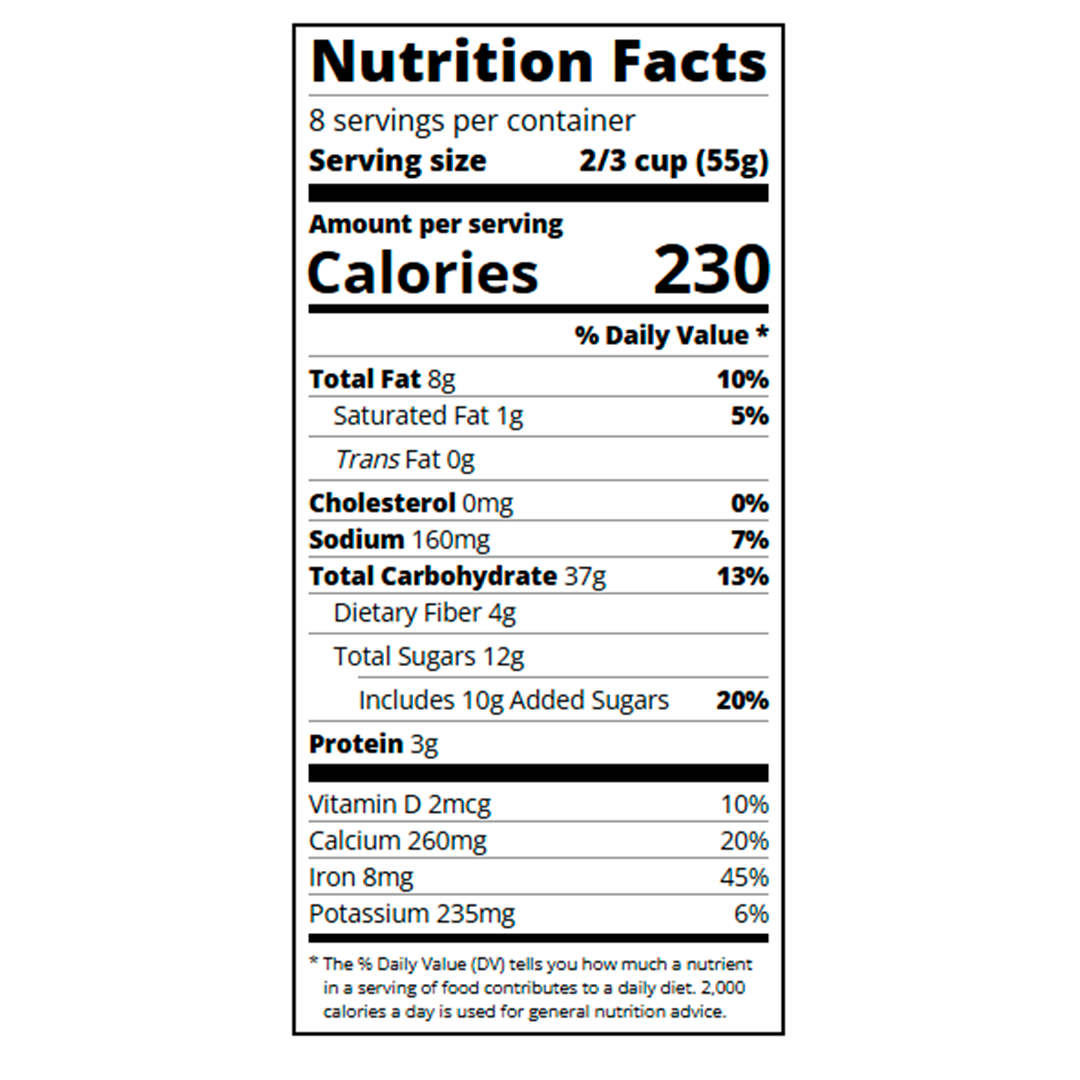 Nutrition Facts
8 servings per container
Serving size 2/3 cup (55g)
Amount per serving
Calories 230
% Daily Value *
Total Fat 8g 10%
Saturated Fat 1g 5%
Trans Fat 0g
Cholesterol 0mg 0%
Sodium 160mg 7%
Total Carbohydrate 37g 13%
Dietary Fiber 4g
Total Sugars 12g
Includes 10g Added Sugars 20%
Protein 3g
Vitamin D 2mcg 10%
Calcium 260mg 20%
Iron 8mg 45%
Potassium 235mg 6%
* The % Daily Value (DV) tells you how much a nutrient
in a serving of food contributes to a daily diet. 2,000
calories a day is used for general nutrition advice.